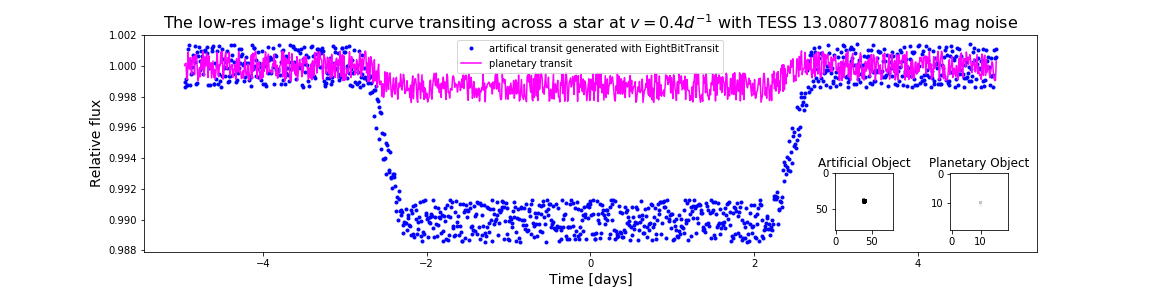 The low-res image's light curve transiting across a star at v = 0.4d⁻¹ with TESS 13.0807780816 mag noise
artifical transit generated with EightBitTransit
planetary transit
Relative flux
1.002
1.000
0.998
0.996
0.994
0.992
0.990
0.988
Artificial Object
0
50
0 50
Planetary Object
0
10
0 10
−4 −2 0 2 4
Time [days]